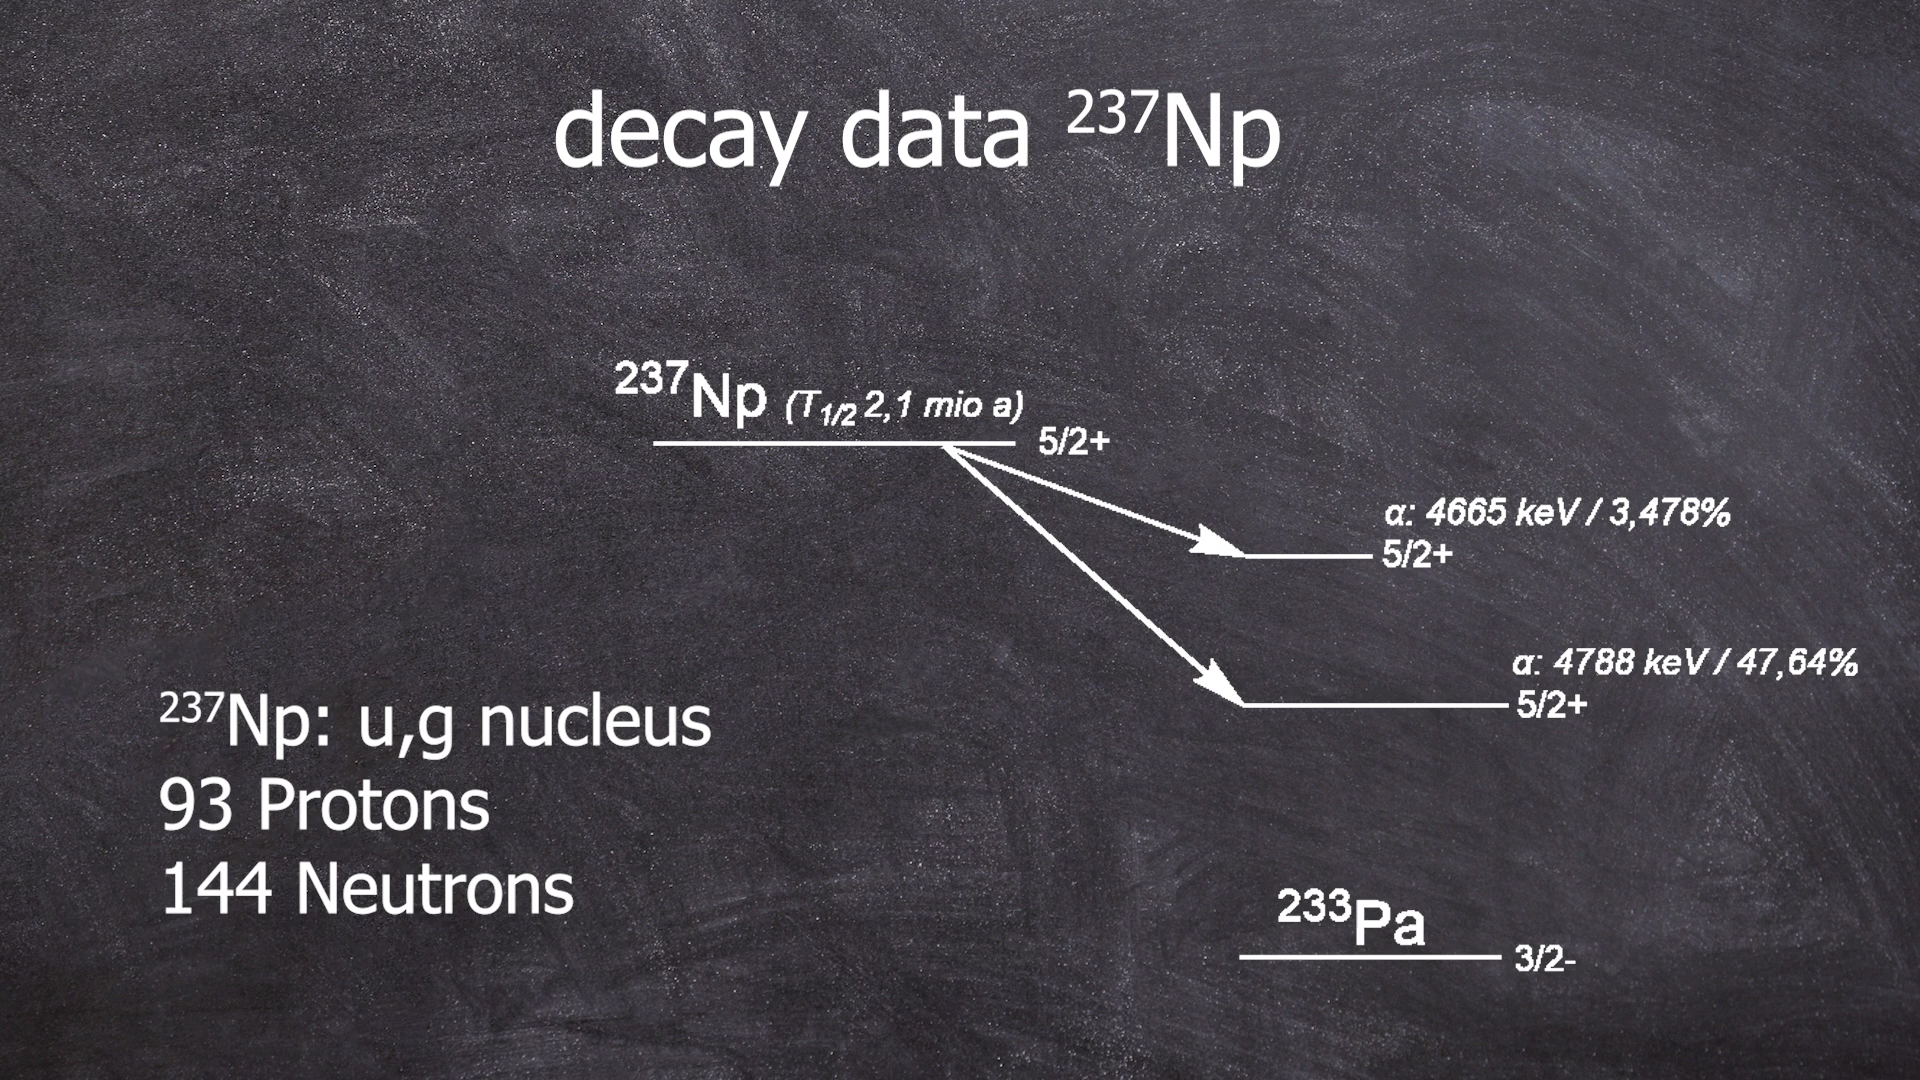 decay data ²³⁷Np
²³⁷Np (T₁/₂ 2,1 mio a)
5/2+
α: 4665 keV / 3,478%
5/2+
α: 4788 keV / 47,64%
5/2+
²³⁷Np: u,g nucleus
93 Protons
144 Neutrons
²³³Pa
3/2-